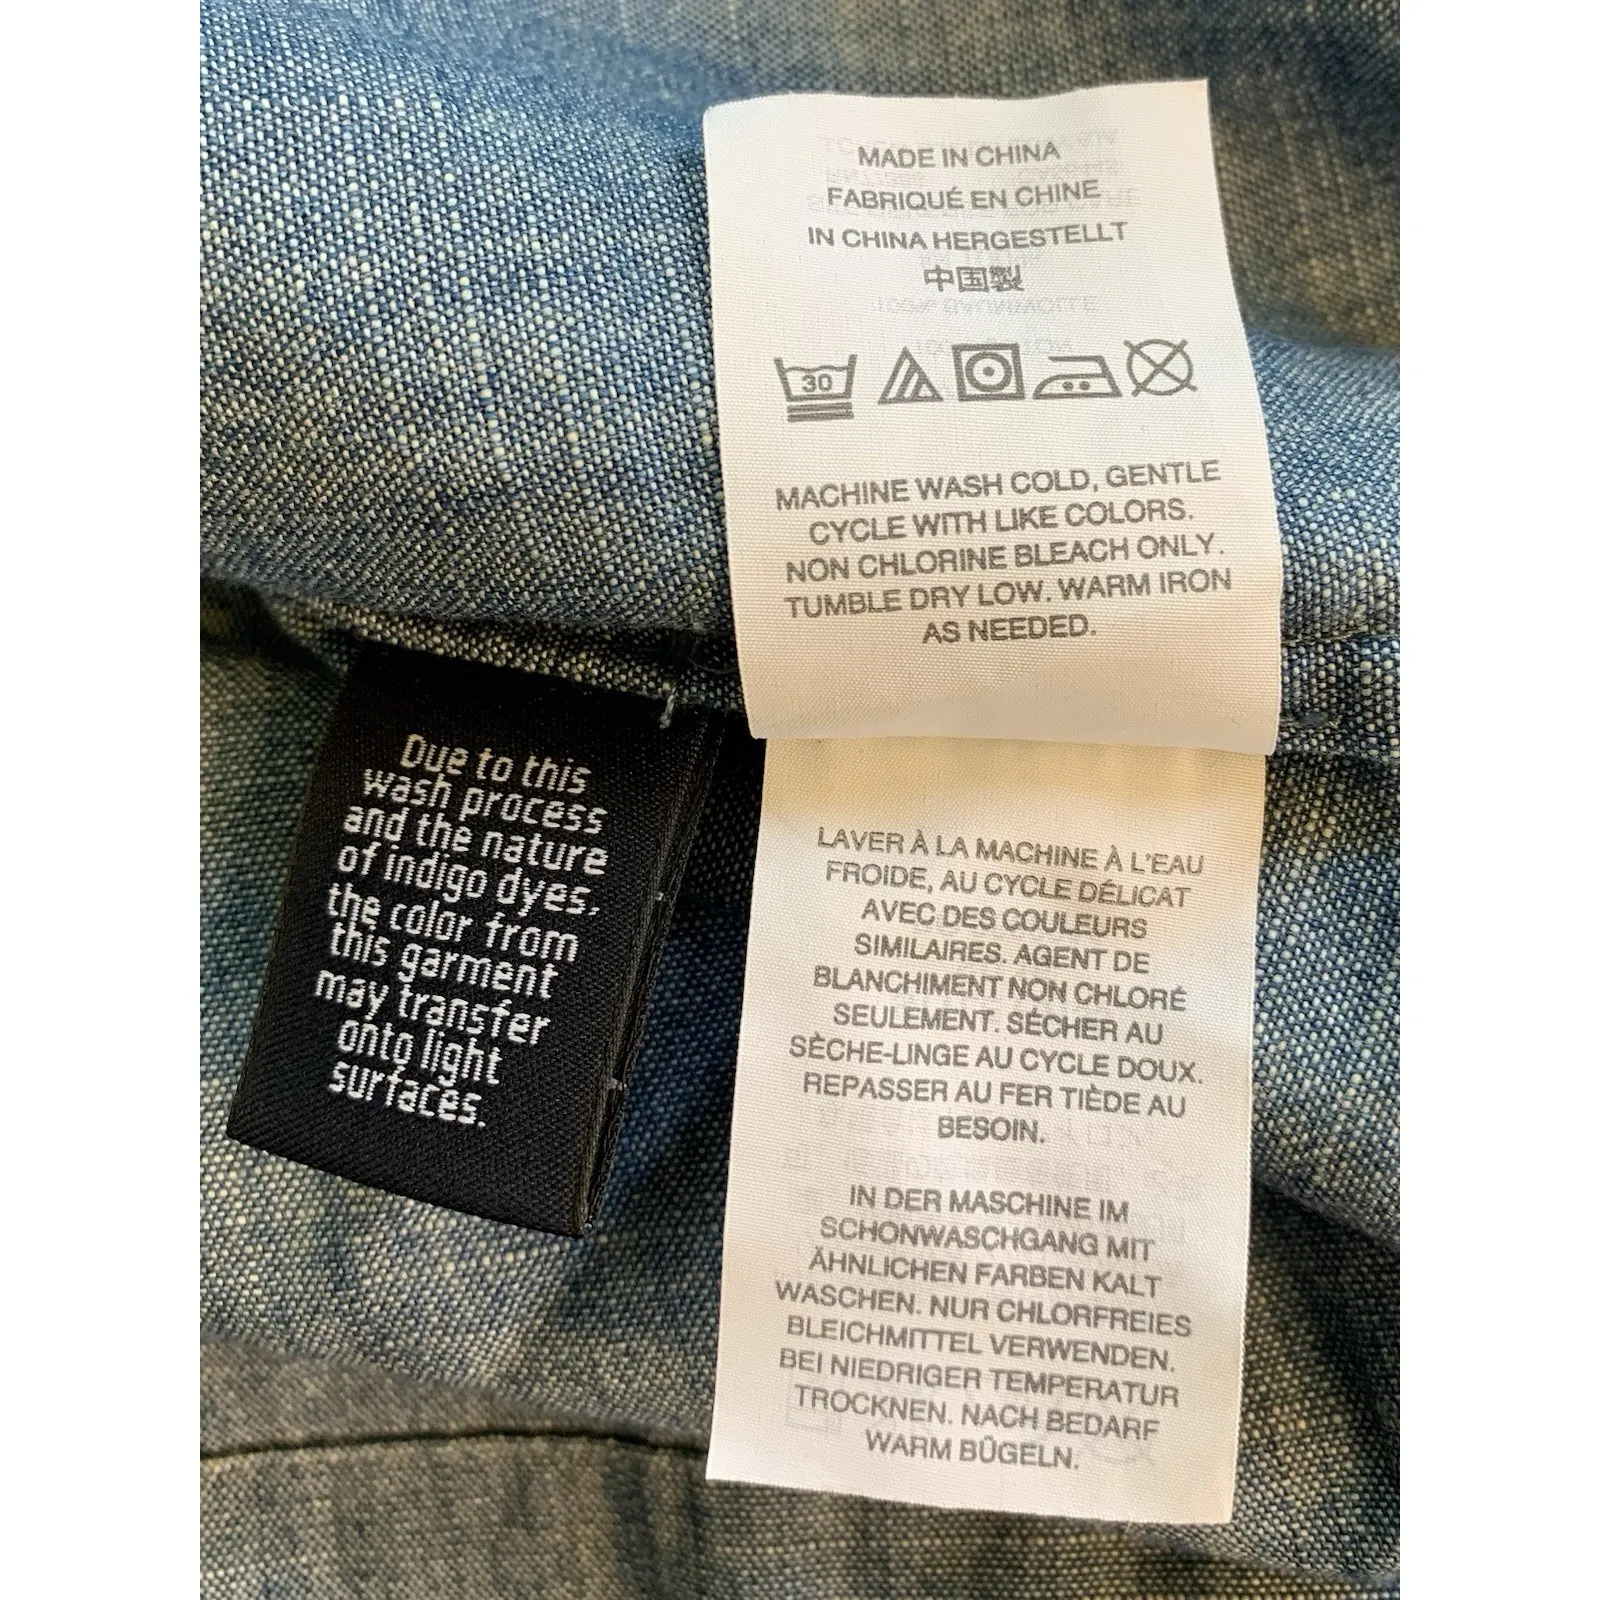 MADE IN CHINA
FABRIQUÉ EN CHINE
IN CHINA HERGESTELLT
中国製
30
MACHINE WASH COLD, GENTLE
CYCLE WITH LIKE COLORS.
NON CHLORINE BLEACH ONLY.
TUMBLE DRY LOW. WARM IRON
AS NEEDED.
Due to this
wash process
and the nature
of indigo dyes,
the color from
this garment
may transfer
onto light
surfaces.
LAVER À LA MACHINE À L'EAU
FROIDE, AU CYCLE DÉLICAT
AVEC DES COULEURS
SIMILAIRES. AGENT DE
BLANCHIMENT NON CHLORÉ
SEULEMENT. SÉCHER AU
SÈCHE-LINGE AU CYCLE DOUX.
REPASSER AU FER TIÈDE AU
BESOIN.
IN DER MASCHINE IM
SCHONWASCHGANG MIT
ÄHNLICHEN FARBEN KALT
WASCHEN. NUR CHLORFREIES
BLEICHMITTEL VERWENDEN.
BEI NIEDRIGER TEMPERATUR
TROCKNEN. NACH BEDARF
WARM BÜGELN.